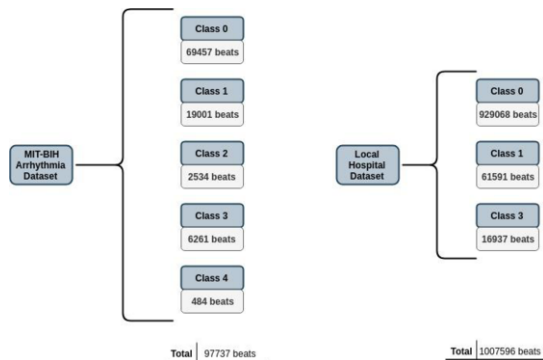 MIT-BIH
Arrhythmia
Dataset
Class 0
69457 beats
Class 1
19001 beats
Class 2
2534 beats
Class 3
6261 beats
Class 4
484 beats
Total 97737 beats
Local
Hospital
Dataset
Class 0
929068 beats
Class 1
61591 beats
Class 3
16937 beats
Total 1007596 beats